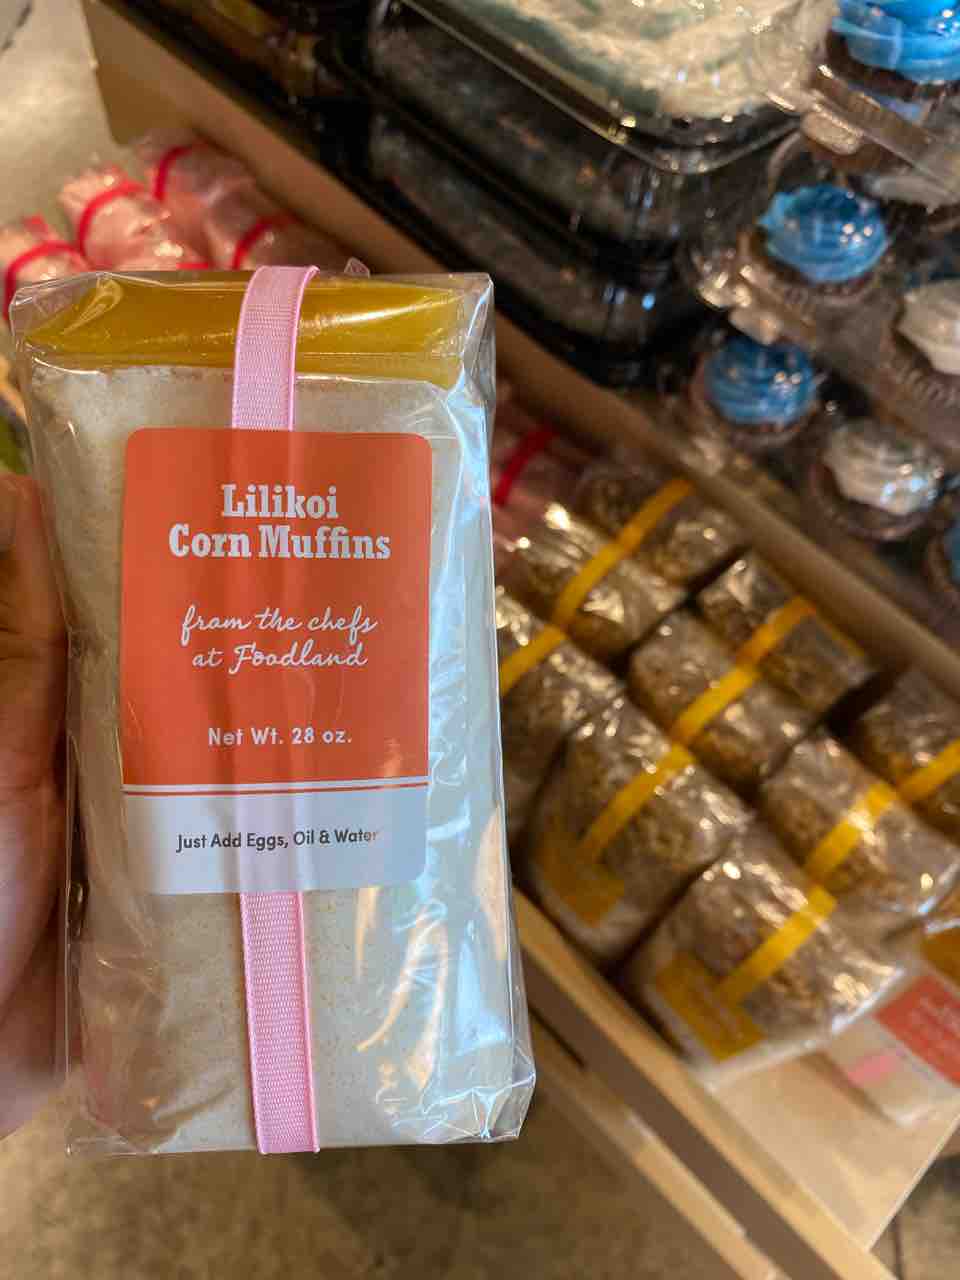 Lilikoi
Corn Muffins
from the chefs
at Foodland
Net Wt. 28 oz.
Just Add Eggs, Oil & Water